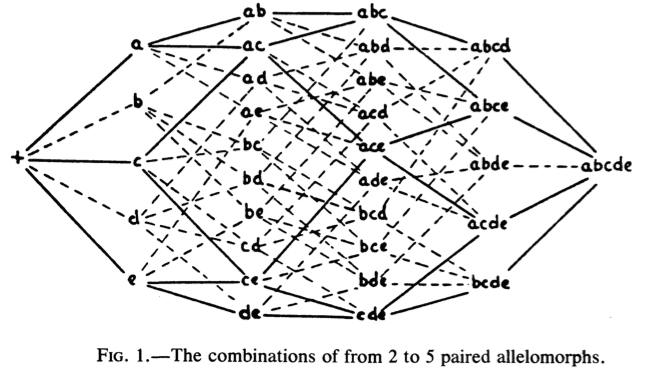 ab abc
a ac abd abcd
ad abe
b ae acd abce
+ c bc ace abde abcde
bd ade
d be bcd acde
cd bce
e ce bde bcde
de cde
FIG. 1.—The combinations of from 2 to 5 paired allelomorphs.